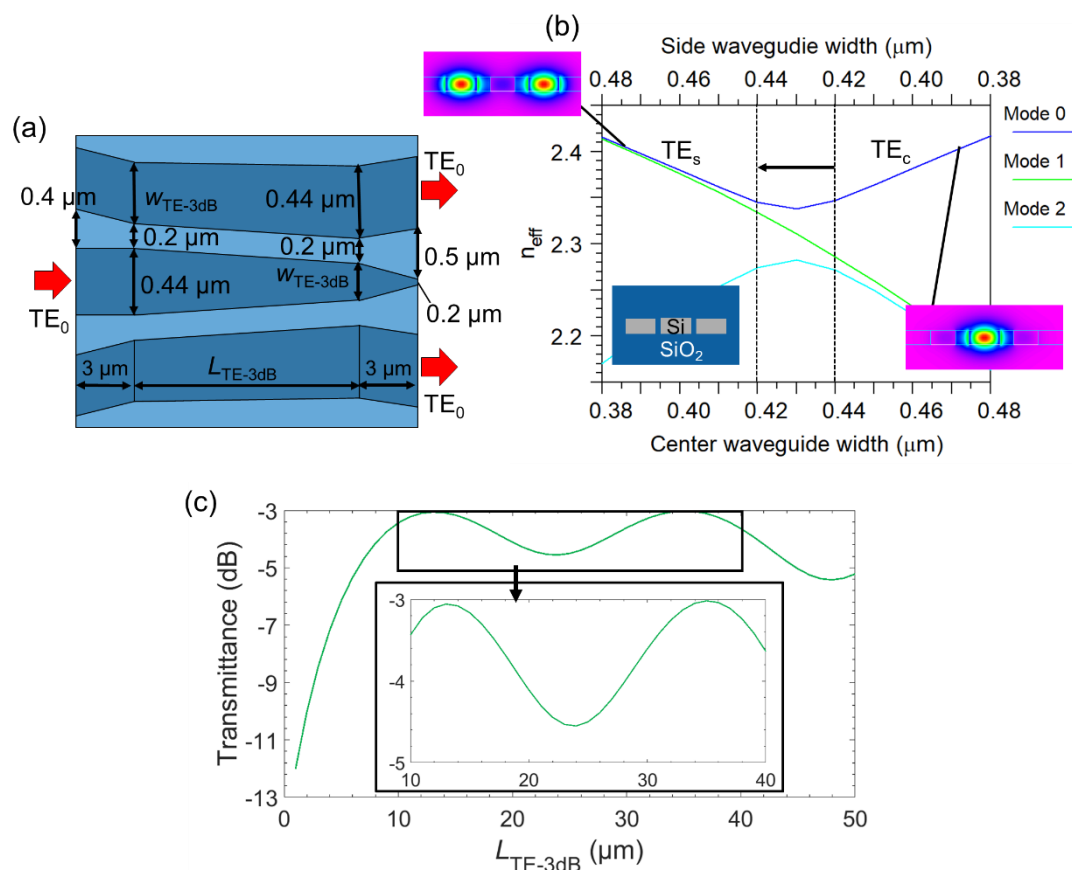 (a)
TE0
0.4 μm
wTE-3dB
0.44 μm
0.2 μm
0.2 μm
0.5 μm
0.44 μm
wTE-3dB
TE0
0.2 μm
3 μm
LTE-3dB
3 μm
TE0
(b)
Side wavegudie width (μm)
0.48
0.46
0.44
0.42
0.40
0.38
Mode 0
Mode 1
Mode 2
TEs
TEc
neff
2.4
2.3
2.2
Si
SiO2
0.38
0.40
0.42
0.44
0.46
0.48
Center waveguide width (μm)
(c)
Transmittance (dB)
-3
-5
-7
-9
-11
-13
-3
-4
-5
10
20
30
40
0
10
20
30
40
50
LTE-3dB (μm)